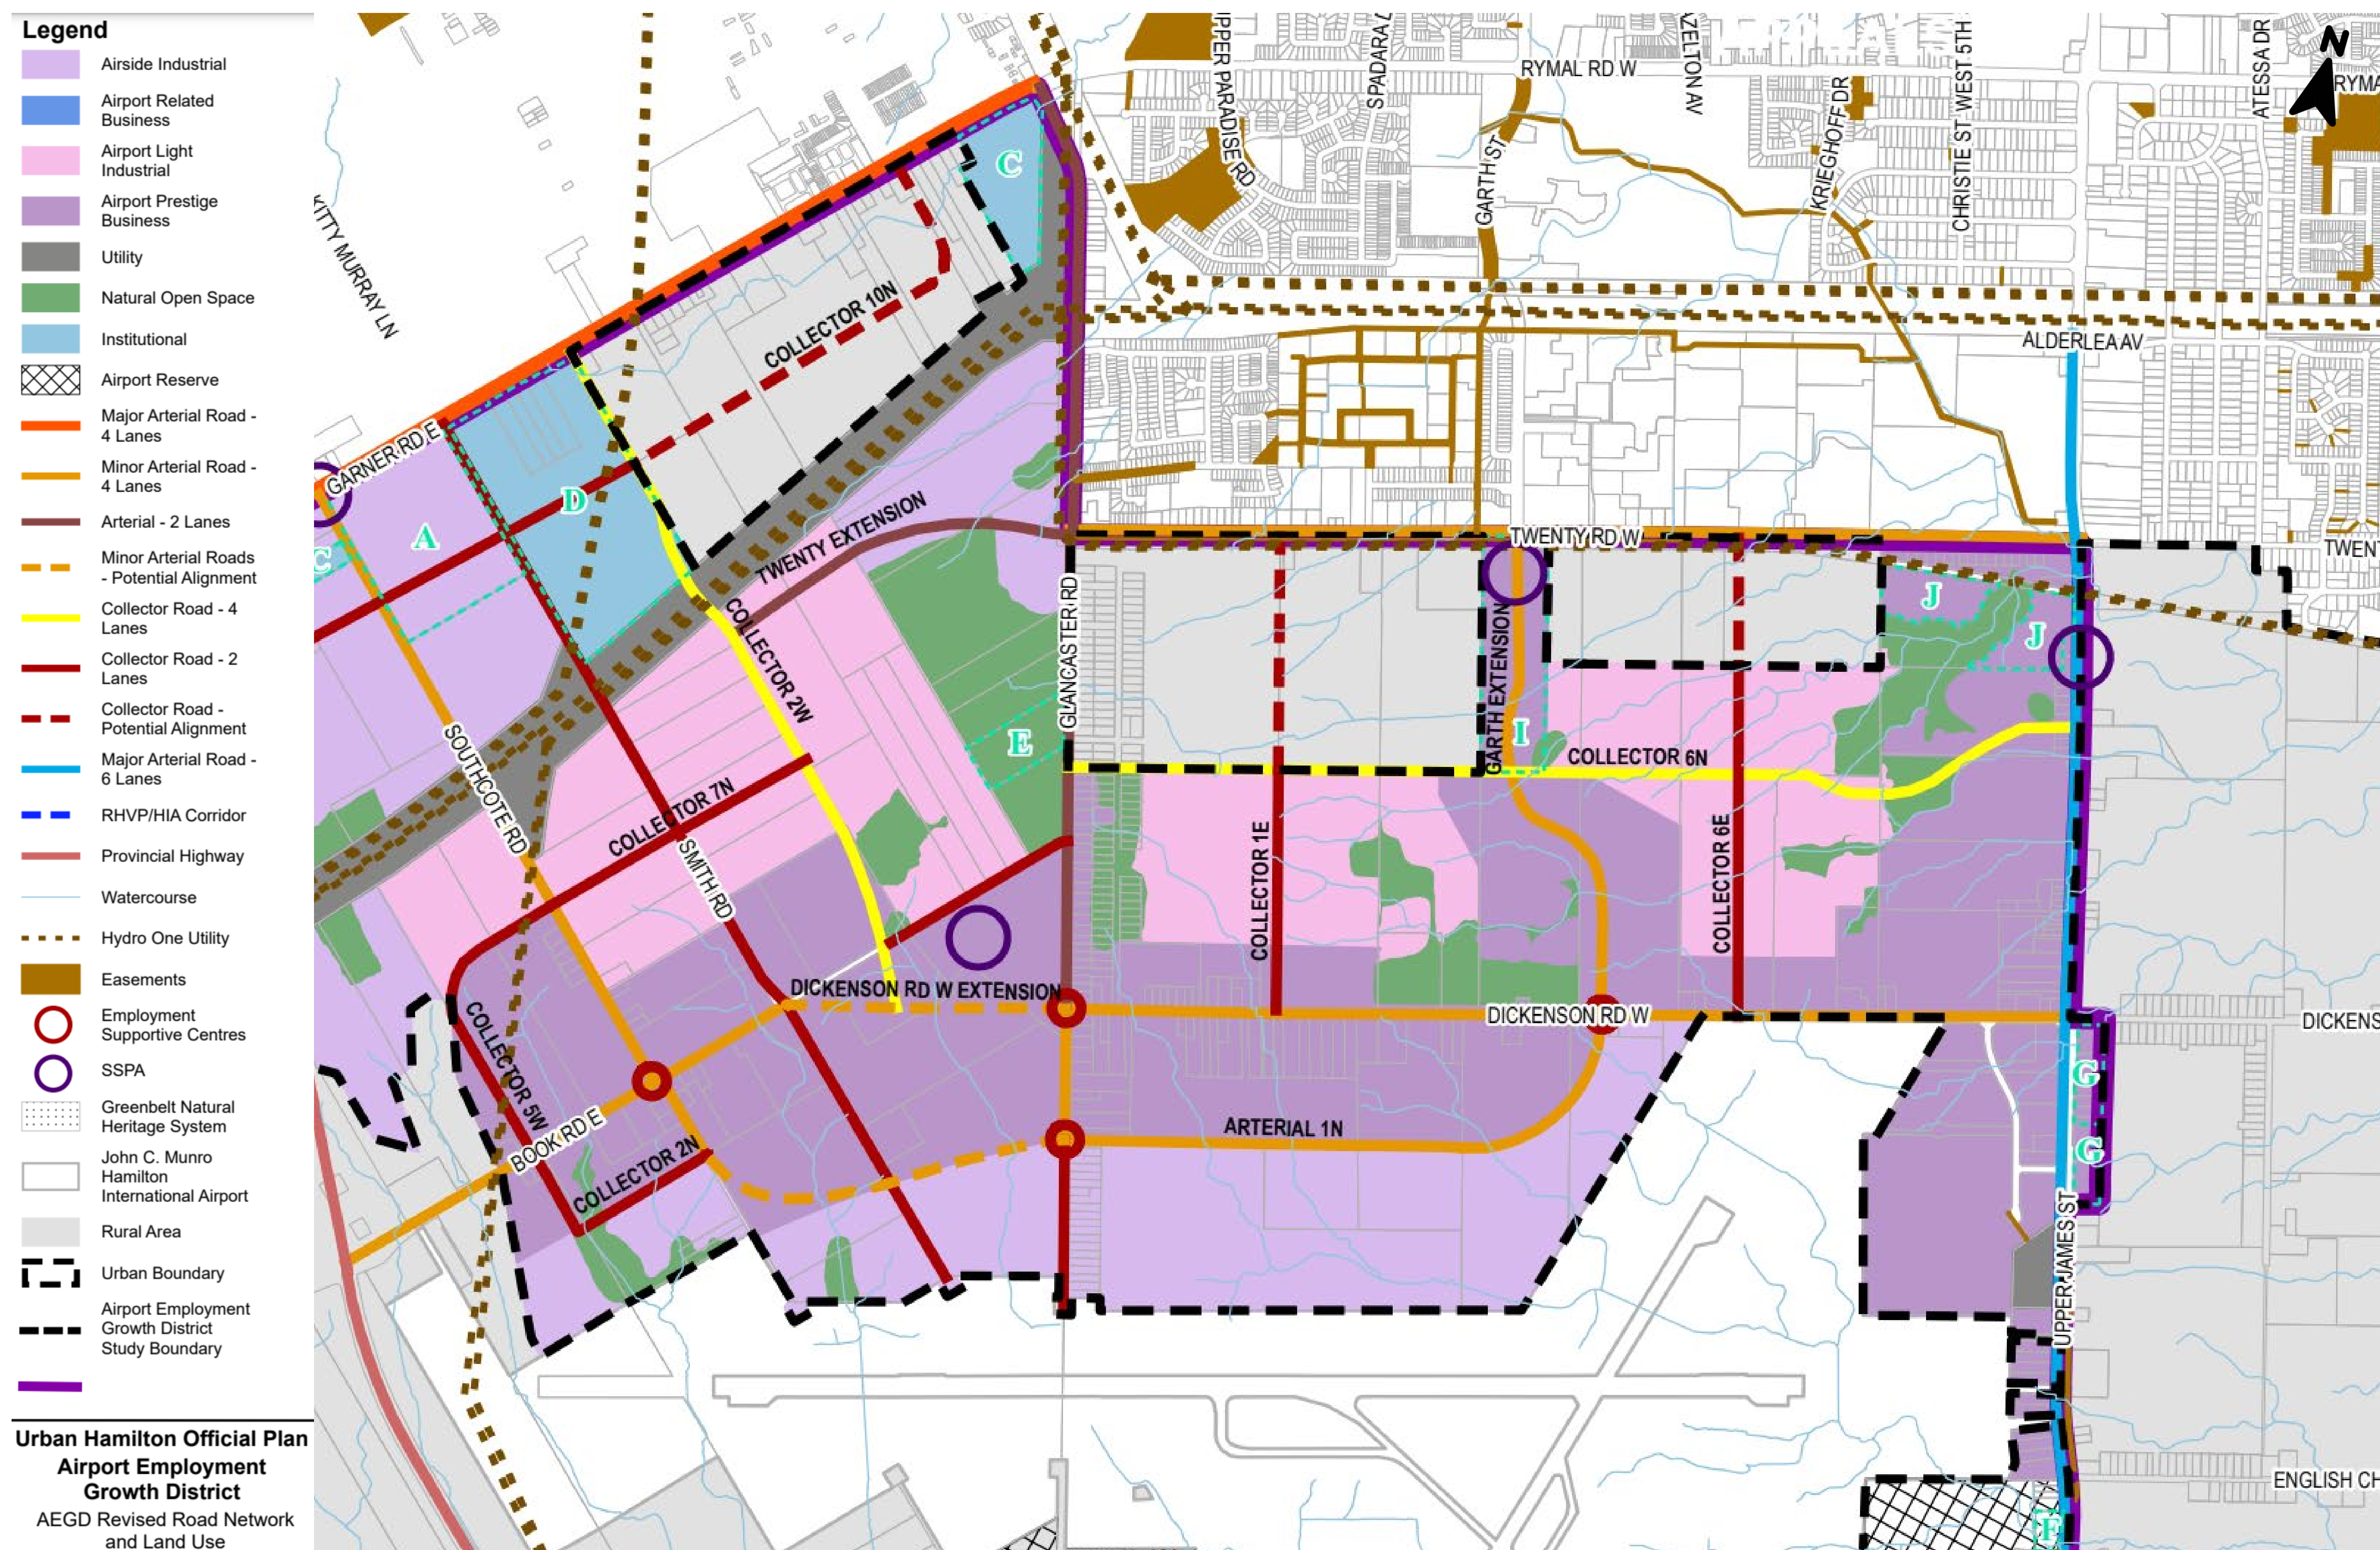 Legend
Airside Industrial
Airport Related
Business
Airport Light
Industrial
Airport Prestige
Business
Utility
Natural Open Space
Institutional
Airport Reserve
Major Arterial Road -
4 Lanes
Minor Arterial Road -
4 Lanes
Arterial - 2 Lanes
Minor Arterial Roads
- Potential Alignment
Collector Road - 4
Lanes
Collector Road - 2
Lanes
Collector Road -
Potential Alignment
Major Arterial Road -
6 Lanes
RHVP/HIA Corridor
Provincial Highway
Watercourse
Hydro One Utility
Easements
Employment
Supportive Centres
SSPA
Greenbelt Natural
Heritage System
John C. Munro
Hamilton
International Airport
Rural Area
Urban Boundary
Airport Employment
Growth District
Study Boundary
Urban Hamilton Official Plan
Airport Employment
Growth District
AEGD Revised Road Network
and Land Use
N
KITTY MURRAY LN
UPPER PARADISE RD
SPADARA
RYMAL RD W
ZELTON AV
GARTH ST
KRIEGHOFF DR
CHRISTIE ST WEST 5TH
ATESSA DR
RYMA
ALDERLEA AV
C
COLLECTOR 10N
GARNER RD E
D
A
C
TWENTY EXTENSION
TWENTY RD W
TWENT
COLLECTOR 2W
GLANCASTER RD
GARTH EXTENSION
J
J
E
I
COLLECTOR 6N
SOUTHCOTE RD
COLLECTOR 7N
SMITH RD
COLLECTOR 1E
COLLECTOR 6E
DICKENSON RD W EXTENSION
DICKENSON RD W
DICKENS
COLLECTOR 5W
BOOK RD E
COLLECTOR 2N
ARTERIAL 1N
G
G
UPPER JAMES ST
ENGLISH CH
F